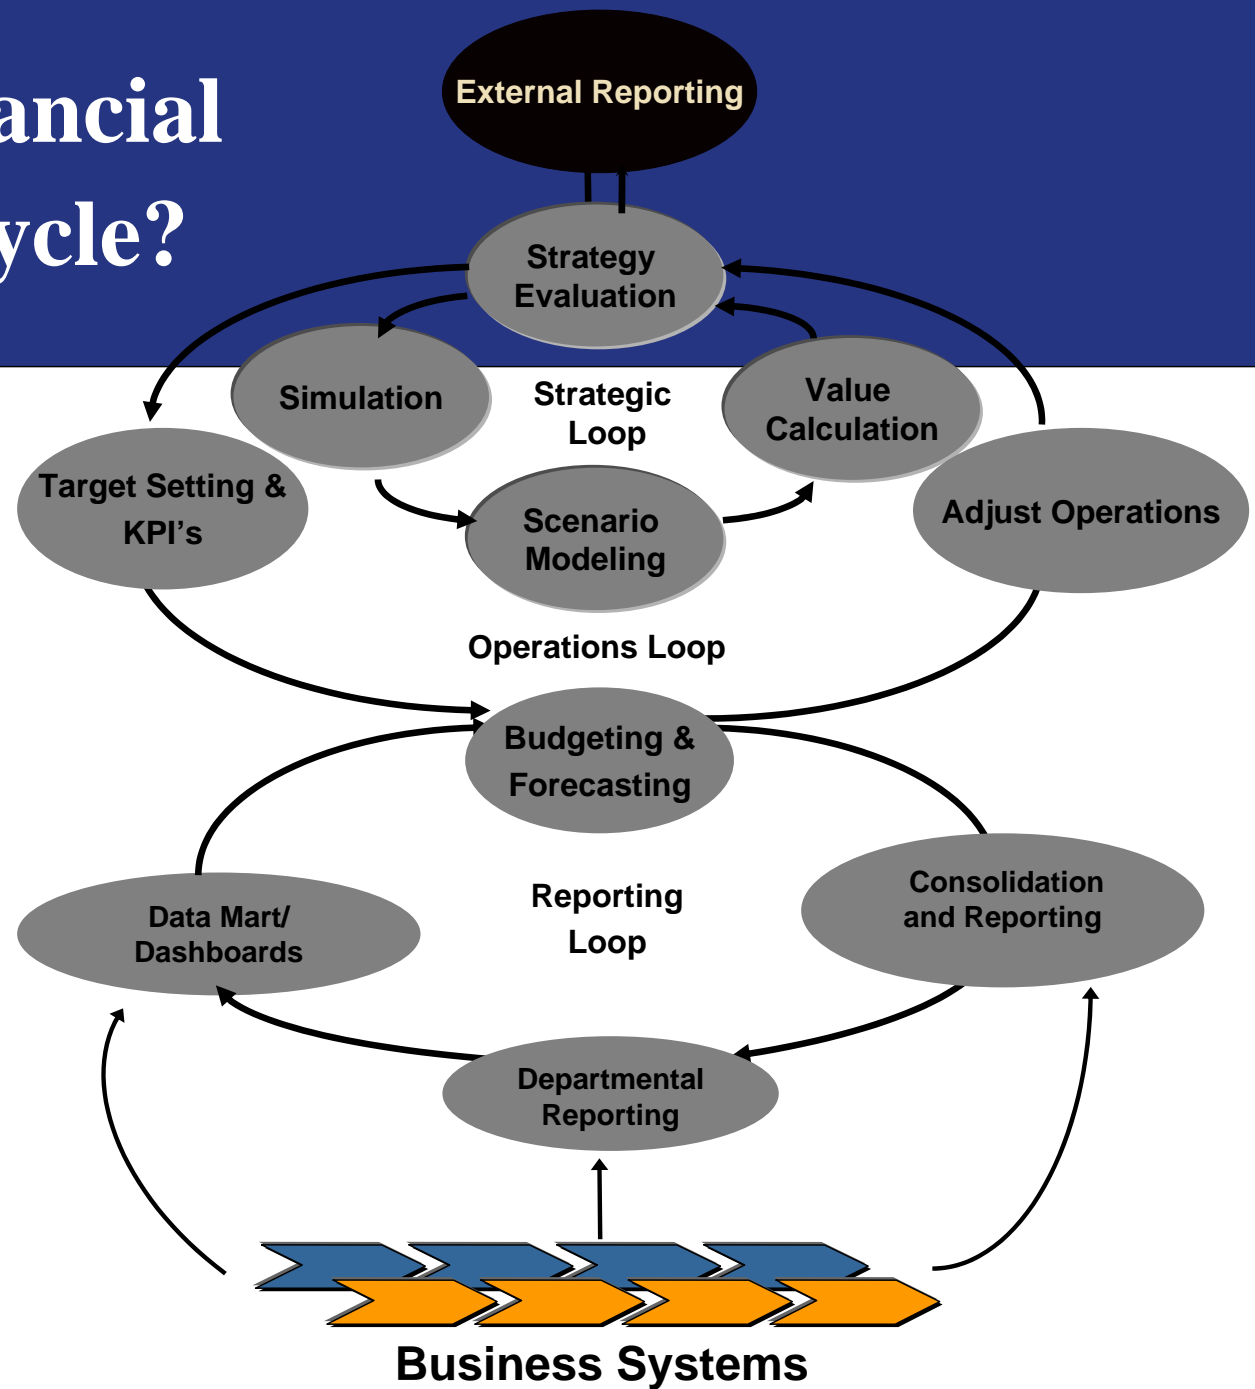 External Reporting
ancial
ycle?
Strategy
Evaluation
Simulation
Strategic
Loop
Value
Calculation
Target Setting &
KPI's
Scenario
Modeling
Adjust Operations
Operations Loop
Budgeting &
Forecasting
Reporting
Loop
Consolidation
and Reporting
Data Mart/
Dashboards
Departmental
Reporting
Business Systems